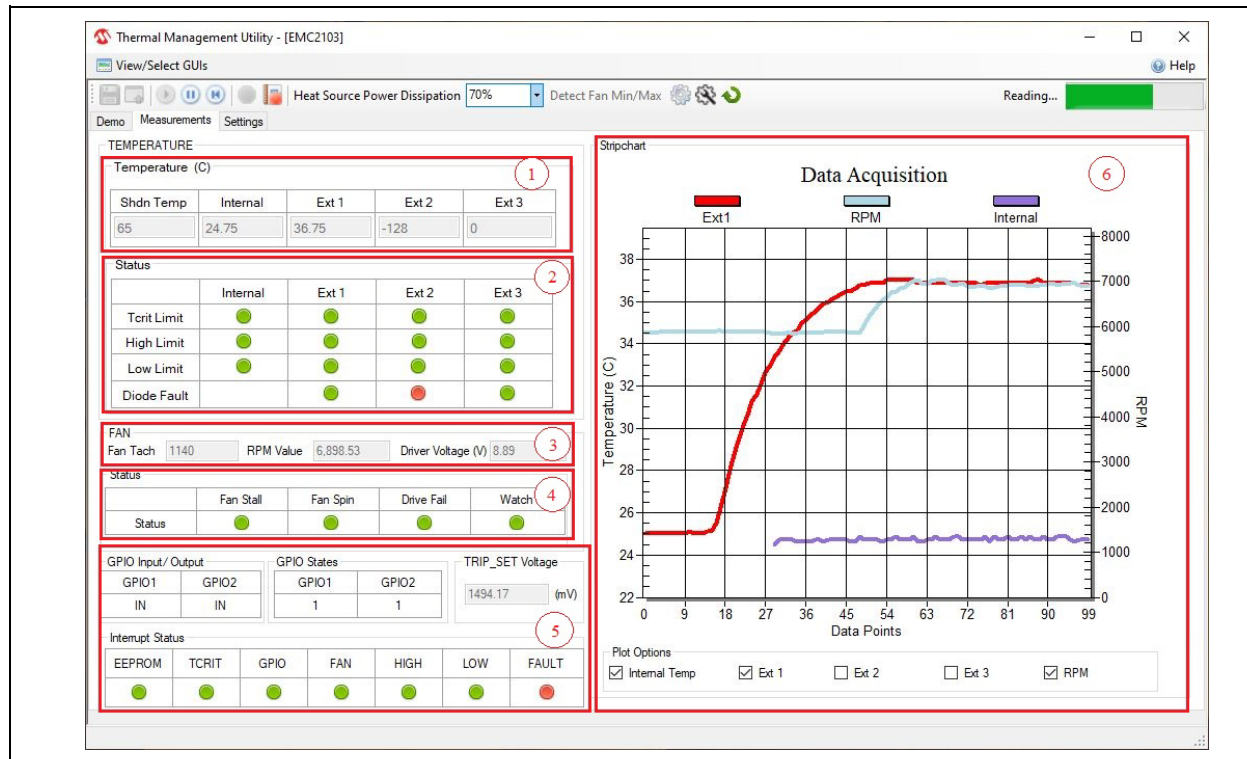 Thermal Management Utility - [EMC2103]
View/Select GUIs
Help
Heat Source Power Dissipation 70% Detect Fan Min/Max Reading...
Demo Measurements Settings
TEMPERATURE
Temperature (C)
1
Shdn Temp Internal Ext 1 Ext 2 Ext 3
65 24.75 36.75 -128 0
Status
2
Internal Ext 1 Ext 2 Ext 3
Tcrit Limit
High Limit
Low Limit
Diode Fault
FAN
Fan Tach 1140 RPM Value 6,898.53 Driver Voltage (V) 8.89
3
Status
Fan Stall Fan Spin Drive Fail Watch
4
Status
GPIO Input/Output GPIO States TRIP_SET Voltage
GPIO1 GPIO2 GPIO1 GPIO2
IN IN 1 1
1494.17 (mV)
5
Interrupt Status
EEPROM TCRIT GPIO FAN HIGH LOW FAULT
Stripchart
Data Acquisition
6
Ext1 RPM Internal
8000
38
7000
36
6000
34
5000
32
4000
30
3000
28
2000
26
1000
24
22
0
Temperature (C)
RPM
0 9 18 27 36 45 54 63 72 81 90 99
Data Points
Plot Options
Internal Temp Ext 1 Ext 2 Ext 3 RPM